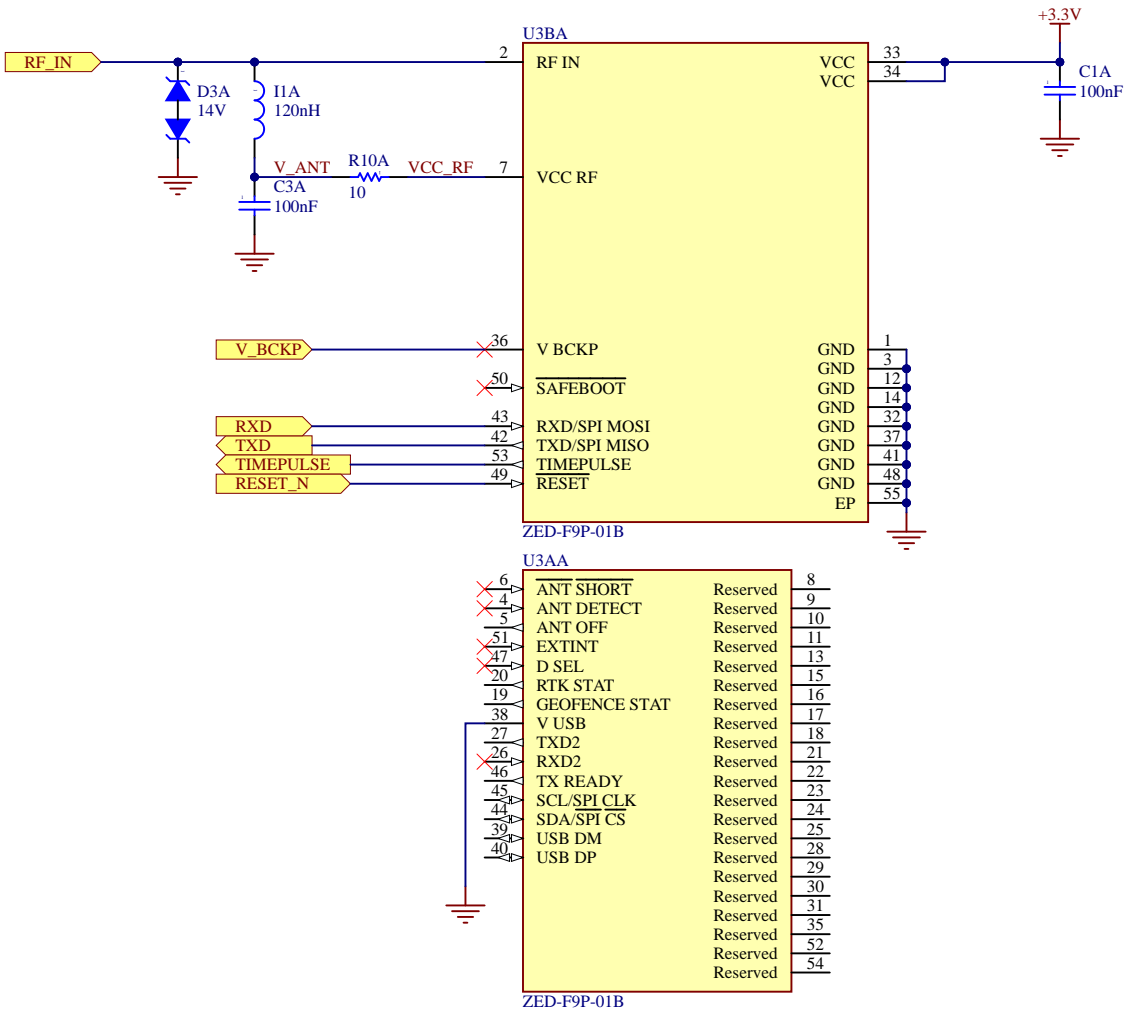 +3.3V
U3BA
RF_IN
2 RF IN
VCC 33
VCC 34
C1A
100nF
D3A
14V
I1A
120nH
V_ANT
R10A
10
VCC_RF
7 VCC RF
C3A
100nF
V_BCKP
36 V BCKP
50 SAFEBOOT
RXD
43 RXD/SPI MOSI
TXD
42 TXD/SPI MISO
TIMEPULSE
53 TIMEPULSE
RESET_N
49 RESET
GND 1
GND 3
GND 12
GND 14
GND 32
GND 37
GND 41
GND 48
EP 55
ZED-F9P-01B
U3AA
6 ANT SHORT Reserved 8
4 ANT DETECT Reserved 9
5 ANT OFF Reserved 10
51 EXTINT Reserved 11
47 D SEL Reserved 13
20 RTK STAT Reserved 15
19 GEOFENCE STAT Reserved 16
38 V USB Reserved 17
27 TXD2 Reserved 18
26 RXD2 Reserved 21
46 TX READY Reserved 22
45 SCL/SPI CLK Reserved 23
44 SDA/SPI CS Reserved 24
39 USB DM Reserved 25
40 USB DP Reserved 28
Reserved 29
Reserved 30
Reserved 31
Reserved 35
Reserved 52
Reserved 54
ZED-F9P-01B